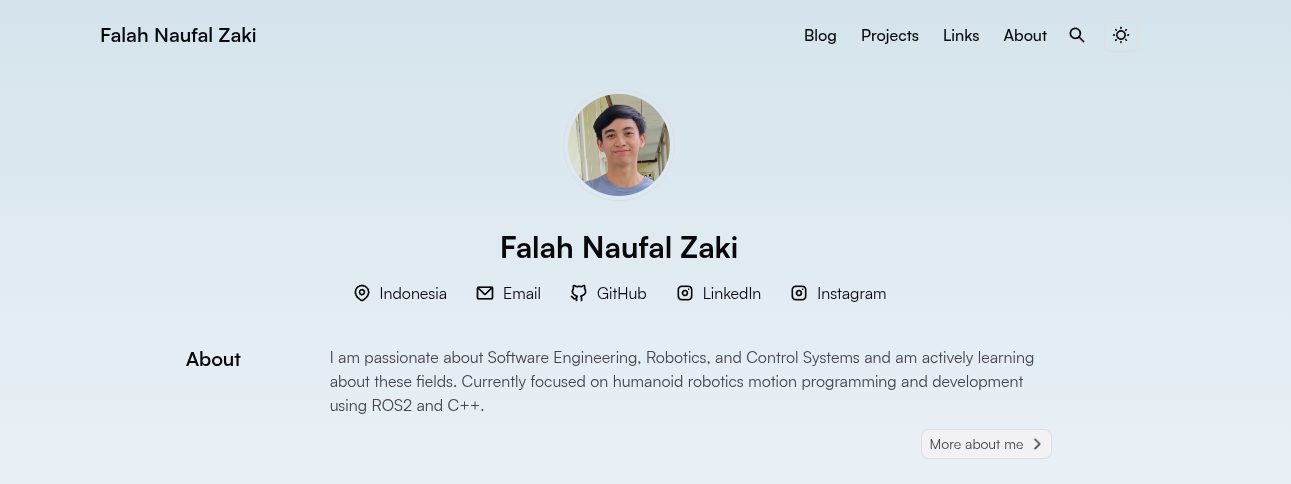 Falah Naufal Zaki
Blog Projects Links About
Falah Naufal Zaki
Indonesia Email GitHub LinkedIn Instagram
About
I am passionate about Software Engineering, Robotics, and Control Systems and am actively learning
about these fields. Currently focused on humanoid robotics motion programming and development
using ROS2 and C++.
More about me